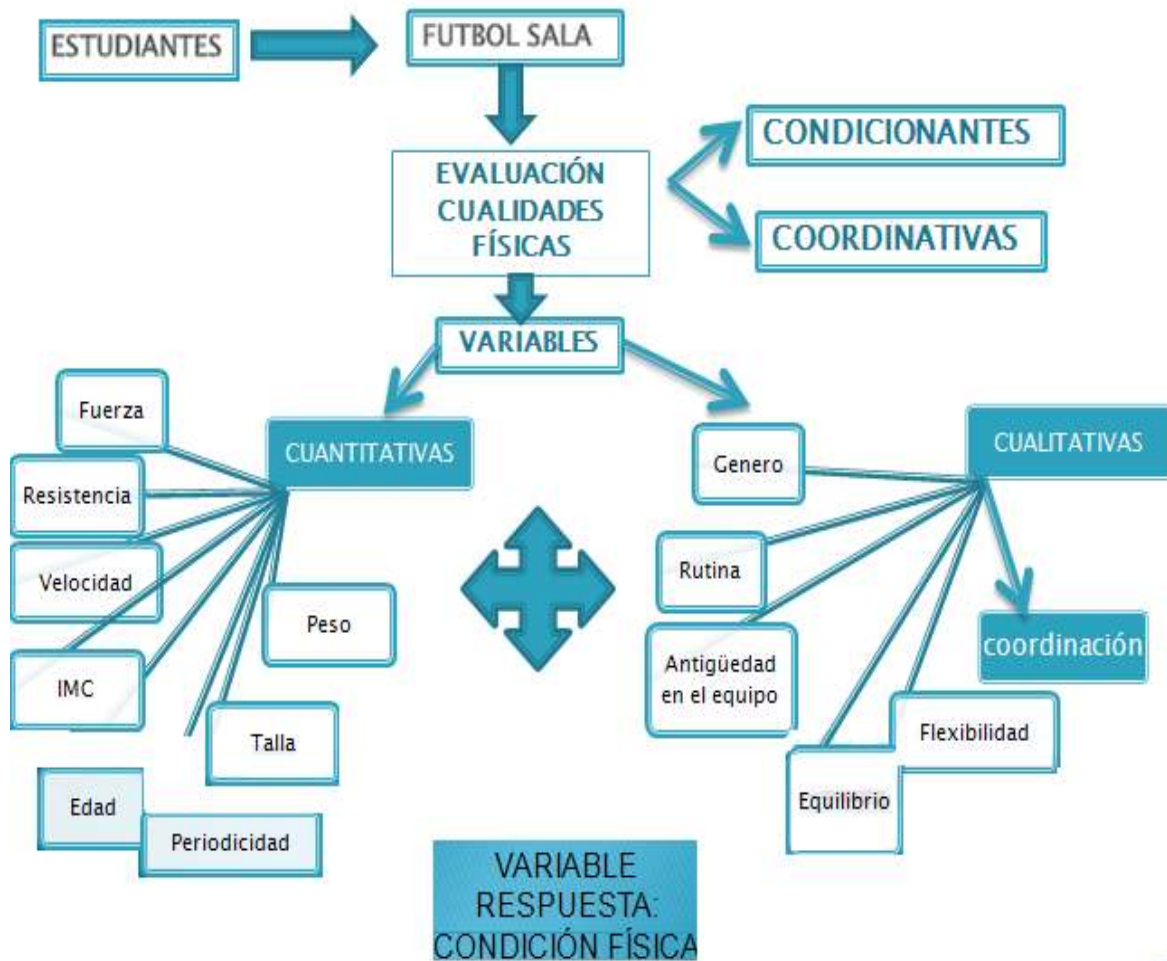 ESTUDIANTES
FUTBOL SALA
EVALUACIÓN
CUALIDADES
FÍSICAS
CONDICIONANTES
COORDINATIVAS
VARIABLES
CUANTITATIVAS
Fuerza
Resistencia
Velocidad
IMC
Peso
Talla
Edad
Periodicidad
CUALITATIVAS
Genero
Rutina
Antigüedad
en el equipo
Equilibrio
Flexibilidad
coordinación
VARIABLE
RESPUESTA:
CONDICIÓN FÍSICA